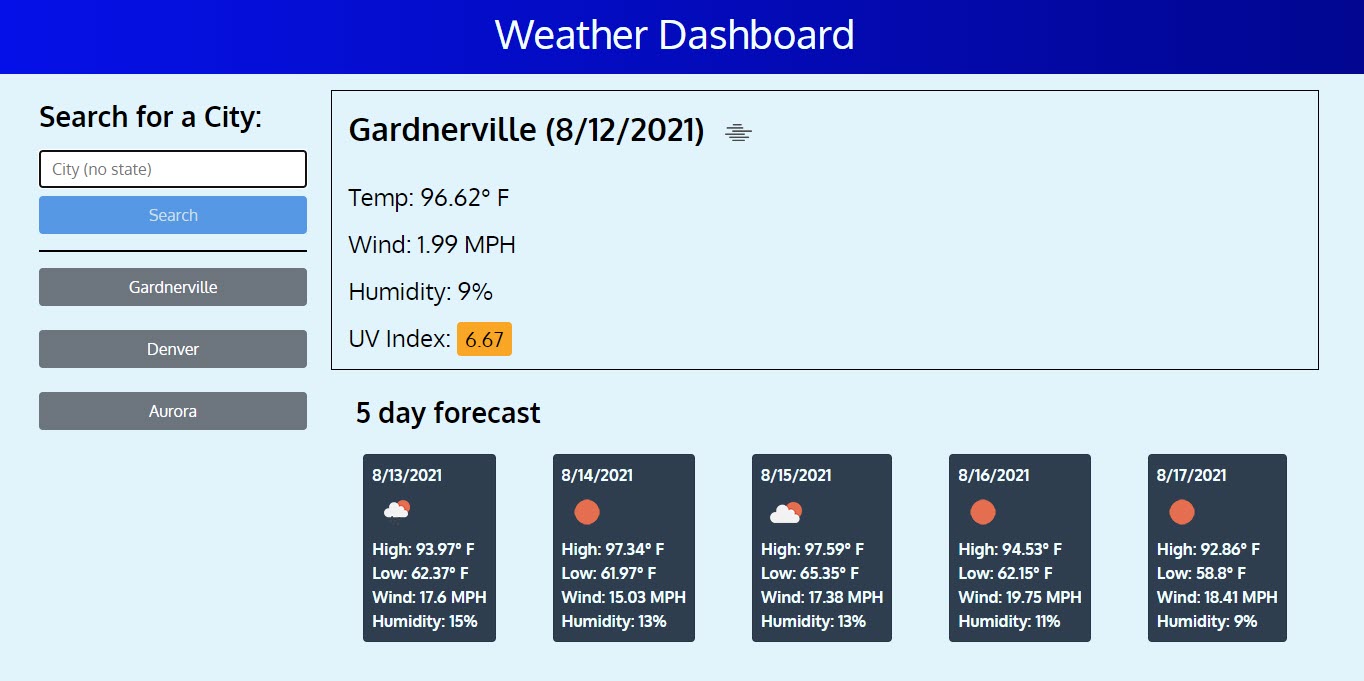 Weather Dashboard
Search for a City:
City (no state)
Search
Gardnerville
Denver
Aurora
Gardnerville (8/12/2021)
Temp: 96.62° F
Wind: 1.99 MPH
Humidity: 9%
UV Index: 6.67
5 day forecast
8/13/2021
High: 93.97° F
Low: 62.37° F
Wind: 17.6 MPH
Humidity: 15%
8/14/2021
High: 97.34° F
Low: 61.97° F
Wind: 15.03 MPH
Humidity: 13%
8/15/2021
High: 97.59° F
Low: 65.35° F
Wind: 17.38 MPH
Humidity: 13%
8/16/2021
High: 94.53° F
Low: 62.15° F
Wind: 19.75 MPH
Humidity: 11%
8/17/2021
High: 92.86° F
Low: 58.8° F
Wind: 18.41 MPH
Humidity: 9%